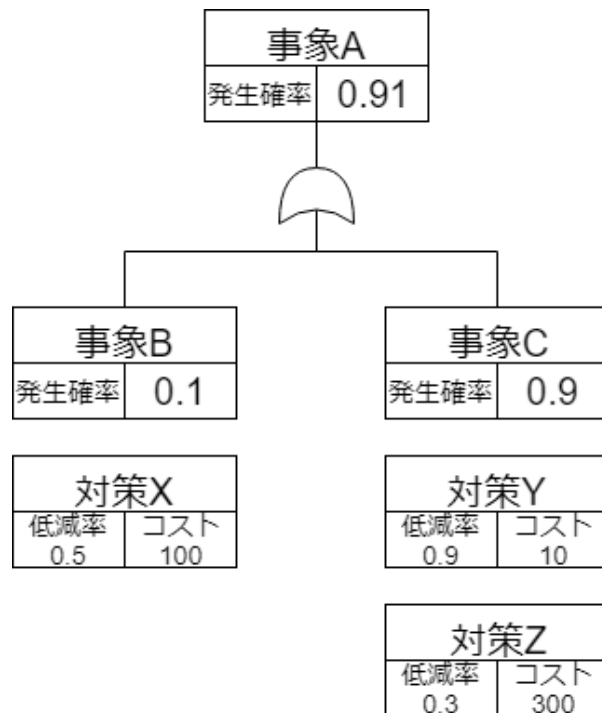 事象A
発生確率 0.91
事象B
発生確率 0.1
事象C
発生確率 0.9
対策X
低減率 コスト
0.5 100
対策Y
低減率 コスト
0.9 10
対策Z
低減率 コスト
0.3 300